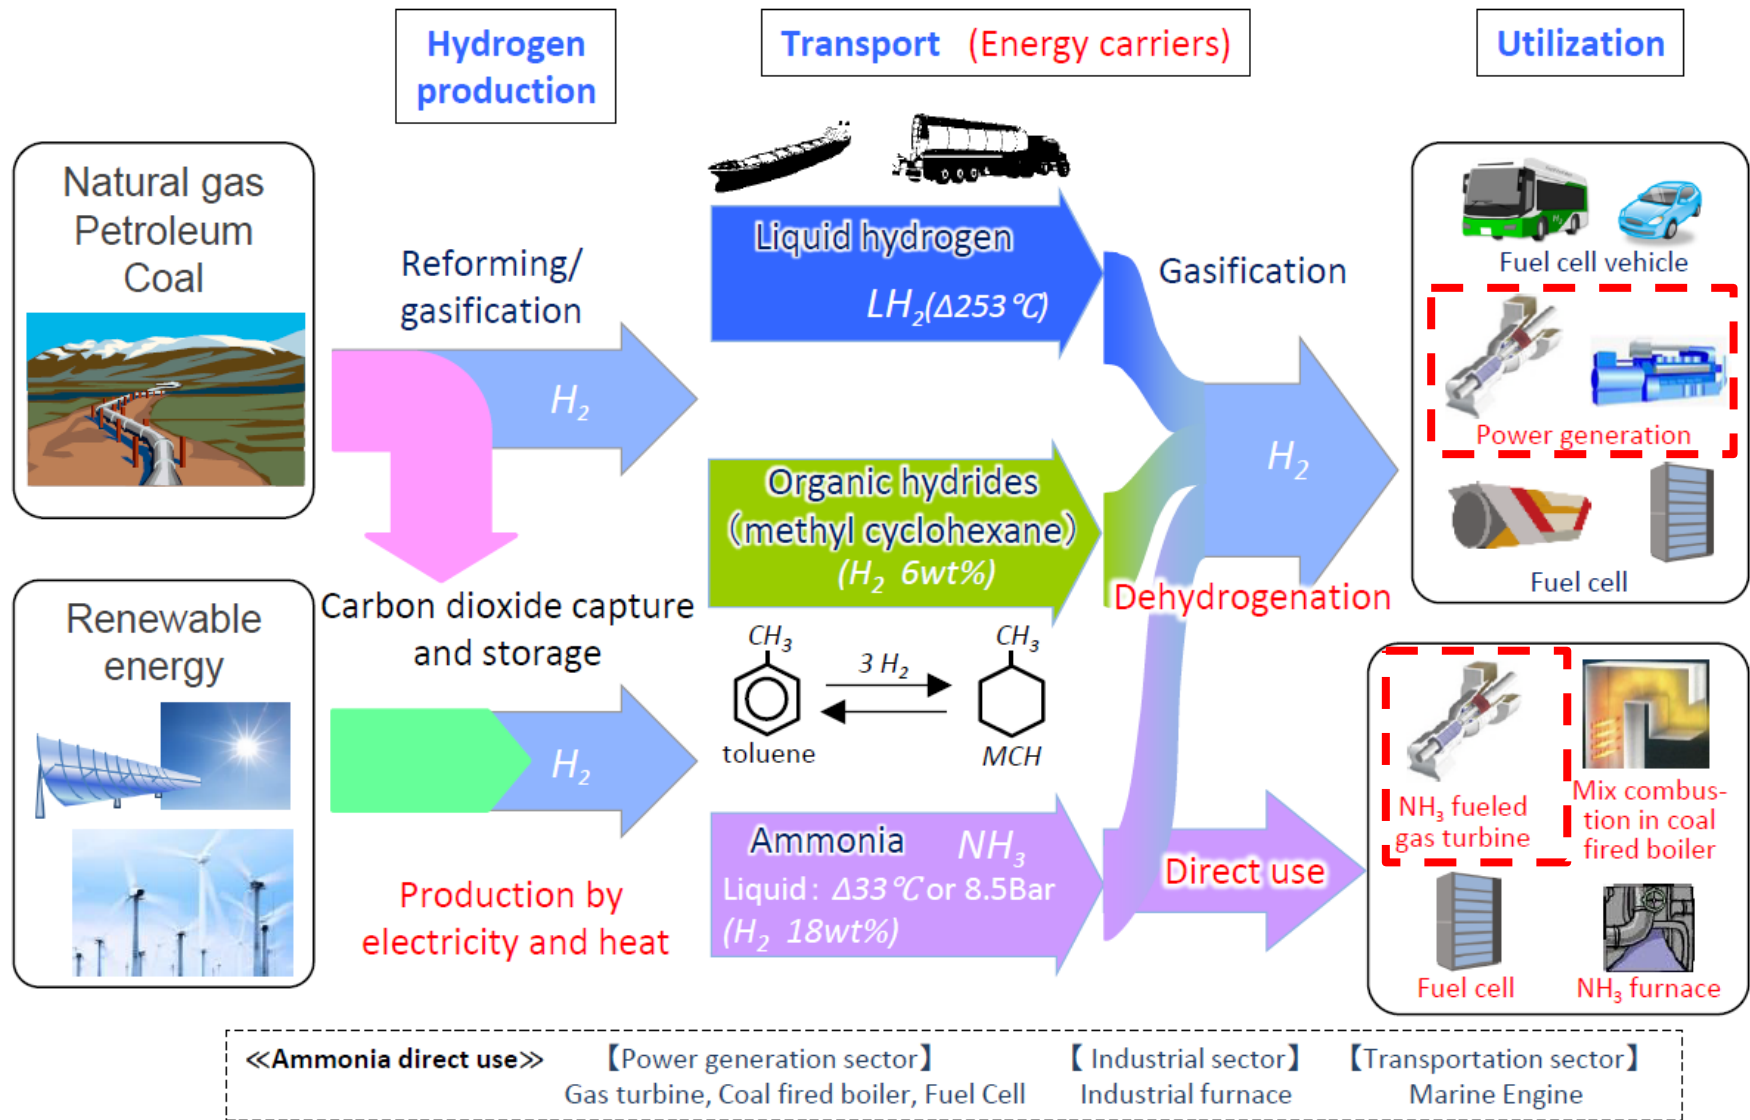 Hydrogen
production
Transport (Energy carriers)
Utilization
Natural gas
Petroleum
Coal
Reforming/
gasification
H2
Carbon dioxide capture
and storage
Renewable
energy
H2
Production by
electricity and heat
Liquid hydrogen
LH2(Δ253℃)
Organic hydrides
(methyl cyclohexane)
(H2 6wt%)
CH3
toluene
3 H2
CH3
MCH
Ammonia NH3
Liquid: Δ33℃ or 8.5Bar
(H2 18wt%)
Gasification
H2
Dehydrogenation
Direct use
Fuel cell vehicle
Power generation
Fuel cell
NH3 fueled
gas turbine
Mix combus-
tion in coal
fired boiler
Fuel cell
NH3 furnace
≪Ammonia direct use≫ 【Power generation sector】 【 Industrial sector】 【Transportation sector】
Gas turbine, Coal fired boiler, Fuel Cell Industrial furnace Marine Engine